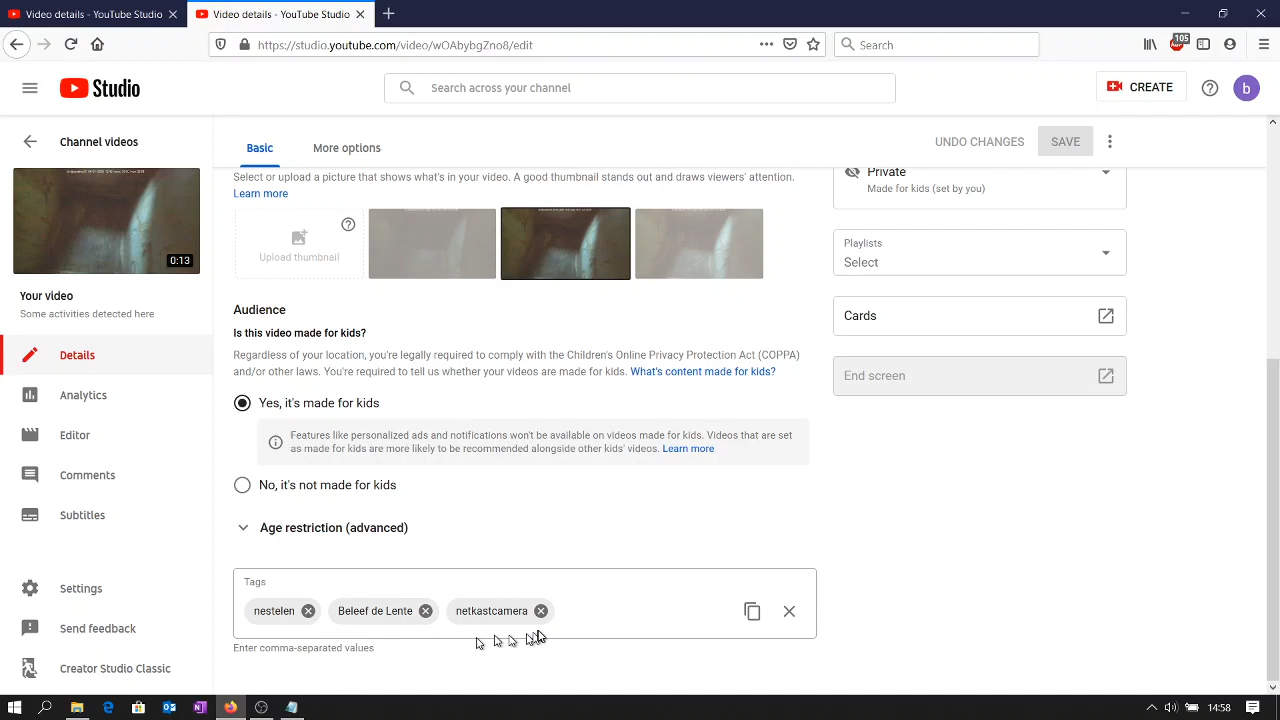 Video details - YouTube Studio
Video details - YouTube Studio
https://studio.youtube.com/video/wOAbybgZno8/edit
Search
105
Studio
Search across your channel
CREATE
b
Channel videos
Basic
More options
UNDO CHANGES
SAVE
0:13
Your video
Some activities detected here
Details
Analytics
Editor
Comments
Subtitles
Settings
Send feedback
Creator Studio Classic
Select or upload a picture that shows what's in your video. A good thumbnail stands out and draws viewers' attention.
Learn more
Upload thumbnail
Audience
Is this video made for kids?
Regardless of your location, you're legally required to comply with the Children's Online Privacy Protection Act (COPPA)
and/or other laws. You're required to tell us whether your videos are made for kids. What's content made for kids?
Yes, it's made for kids
Features like personalized ads and notifications won't be available on videos made for kids. Videos that are set
as made for kids are more likely to be recommended alongside other kids' videos. Learn more
No, it's not made for kids
Age restriction (advanced)
Tags
nestelen
Beleef de Lente
netkastcamera
Enter comma-separated values
Private
Made for kids (set by you)
Playlists
Select
Cards
End screen
14:58